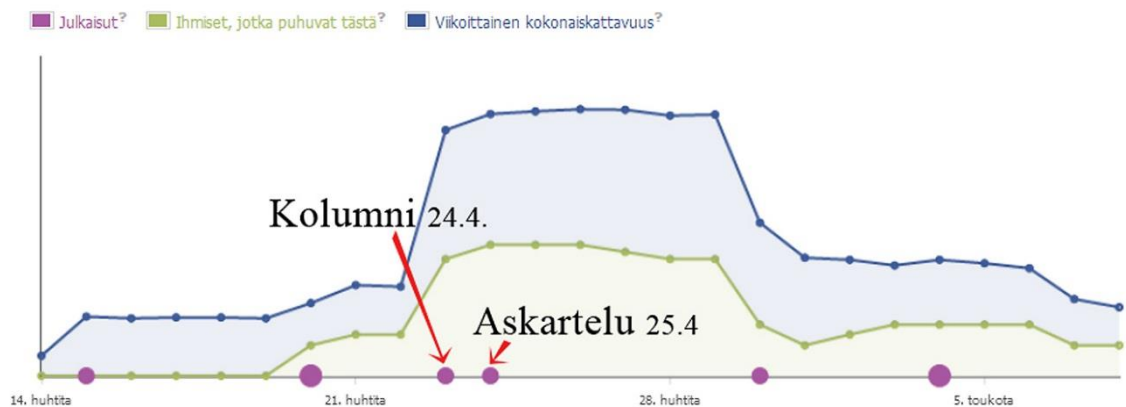 Julkaisut? Ihmiset, jotka puhuvat tästä? Viikoittainen kokonaiskattavuus?
Kolumni 24.4.
Askartelu 25.4
14. huhtita 21. huhtita 28. huhtita 5. toukota